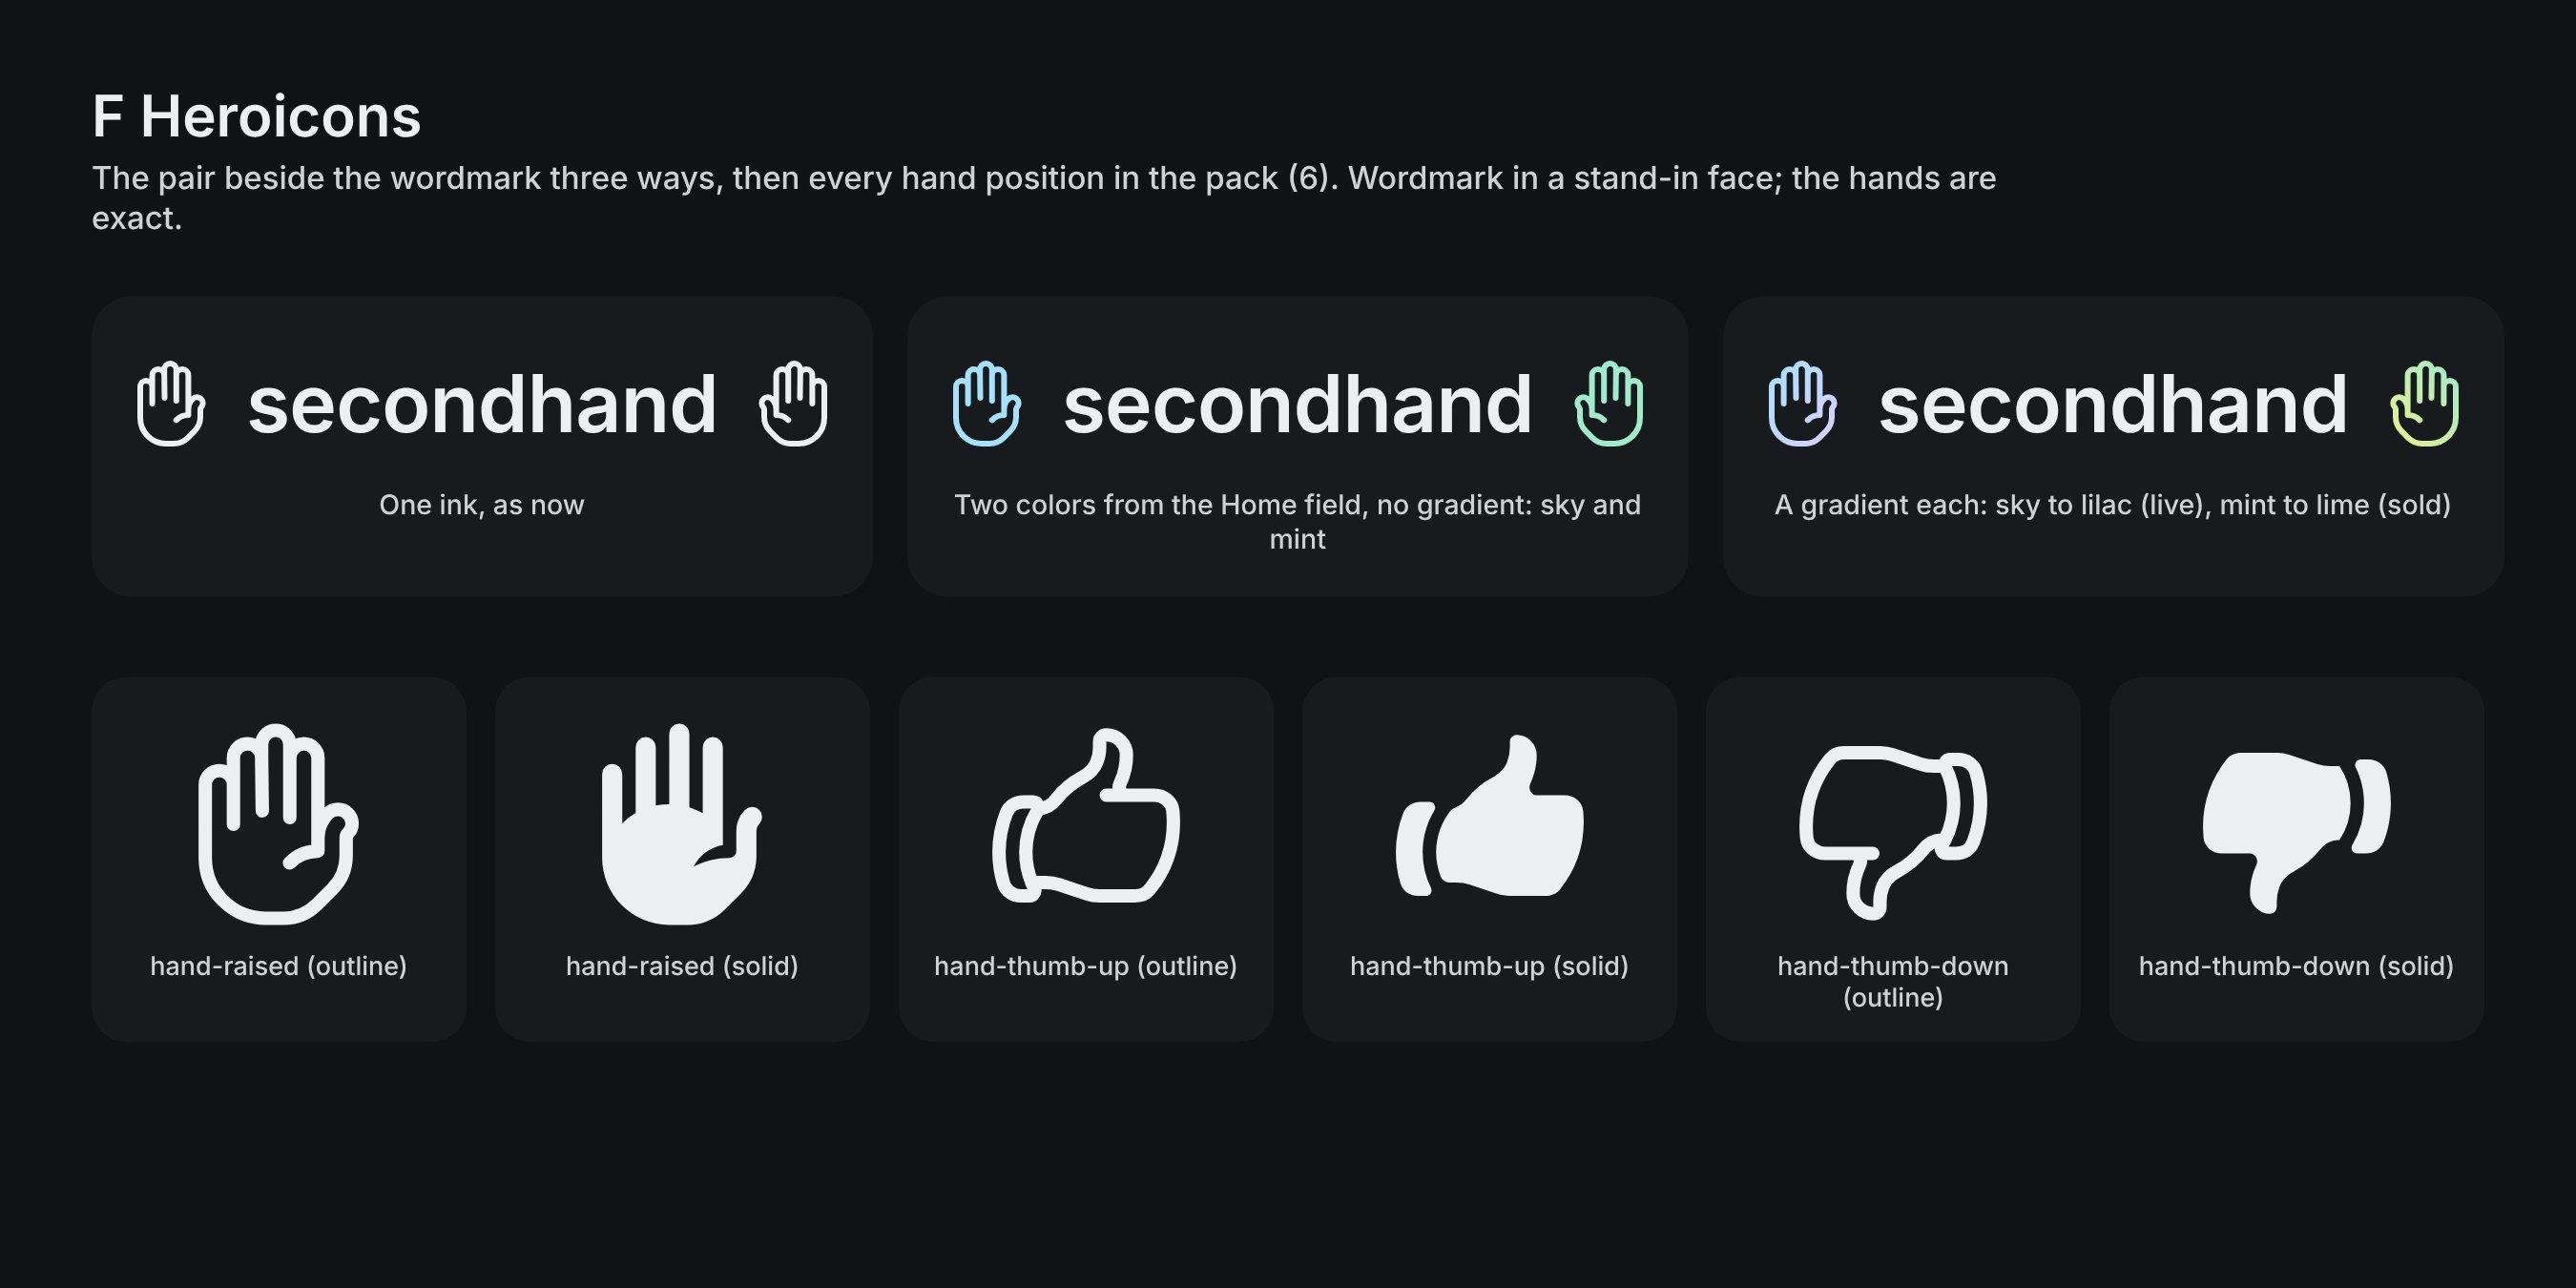 F Heroicons
The pair beside the wordmark three ways, then every hand position in the pack (6). Wordmark in a stand-in face; the hands are
exact.
secondhand
One ink, as now
secondhand
Two colors from the Home field, no gradient: sky and
mint
secondhand
A gradient each: sky to lilac (live), mint to lime (sold)
hand-raised (outline)
hand-raised (solid)
hand-thumb-up (outline)
hand-thumb-up (solid)
hand-thumb-down
(outline)
hand-thumb-down (solid)